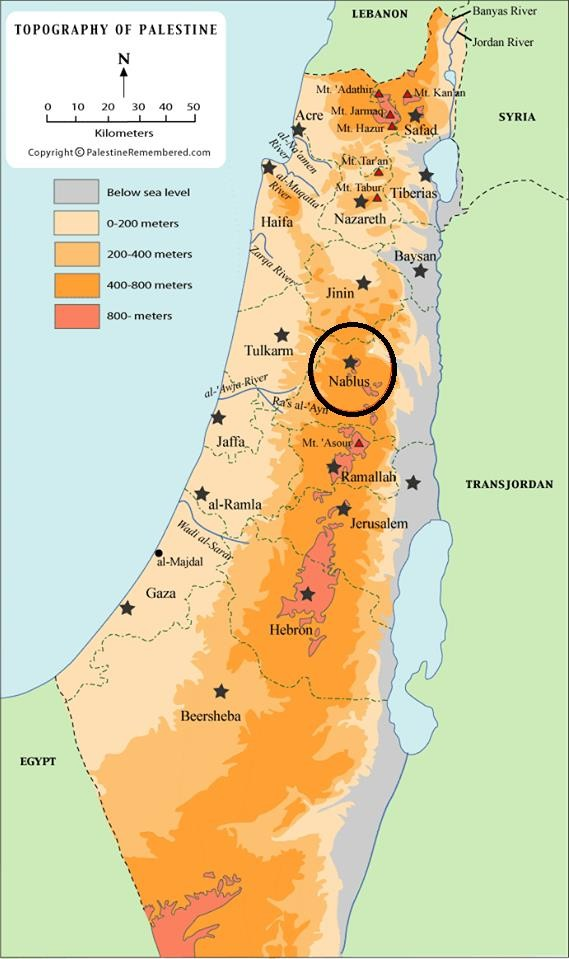 TOPOGRAPHY OF PALESTINE
N
0 10 20 30 40 50
Kilometers
Copyright © PalestineRemembered.com
Below sea level
0-200 meters
200-400 meters
400-800 meters
800- meters
LEBANON
Banyas River
Jordan River
SYRIA
Mt. 'Adathir
Mt. Kan'an
Mt. Jarmaq
Mt. Hazur
Safad
Acre
al-Na'amen
River
al-Muqatta
River
Mt. Tar'an
Mt. Tabur
Tiberias
Nazareth
Haifa
Zarqa River
Baysan
Jinin
Tulkarm
Nablus
al-'Awja-River
Ra's al-'Ayn
Jaffa
Mt. 'Asour
Ramallah
TRANSJORDAN
al-Ramla
Jerusalem
Wadi al-Sarar
al-Majdal
Gaza
Hebron
Beersheba
EGYPT